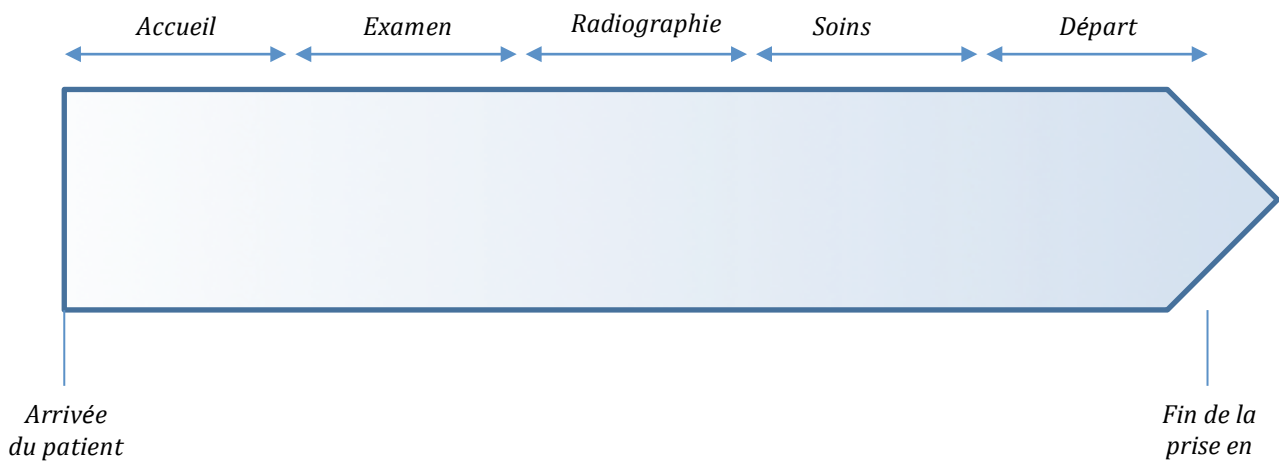 Accueil Examen Radiographie Soins Départ
Arrivée
du patient
Fin de la
prise en